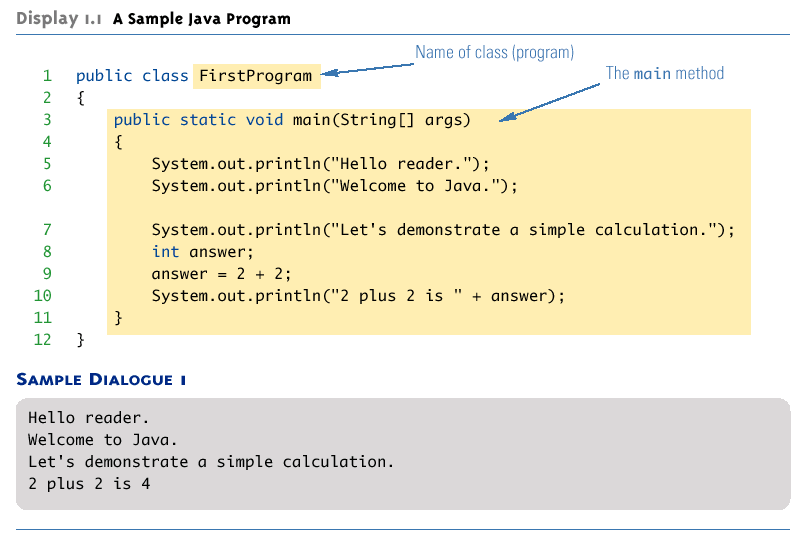 Display 1.1 A Sample Java Program
Name of class (program)
1 public class FirstProgram
The main method
2 {
3 public static void main(String[] args)
4 {
5 System.out.println("Hello reader.");
6 System.out.println("Welcome to Java.");
7 System.out.println("Let's demonstrate a simple calculation.");
8 int answer;
9 answer = 2 + 2;
10 System.out.println("2 plus 2 is " + answer);
11 }
12 }
SAMPLE DIALOGUE 1
Hello reader.
Welcome to Java.
Let's demonstrate a simple calculation.
2 plus 2 is 4